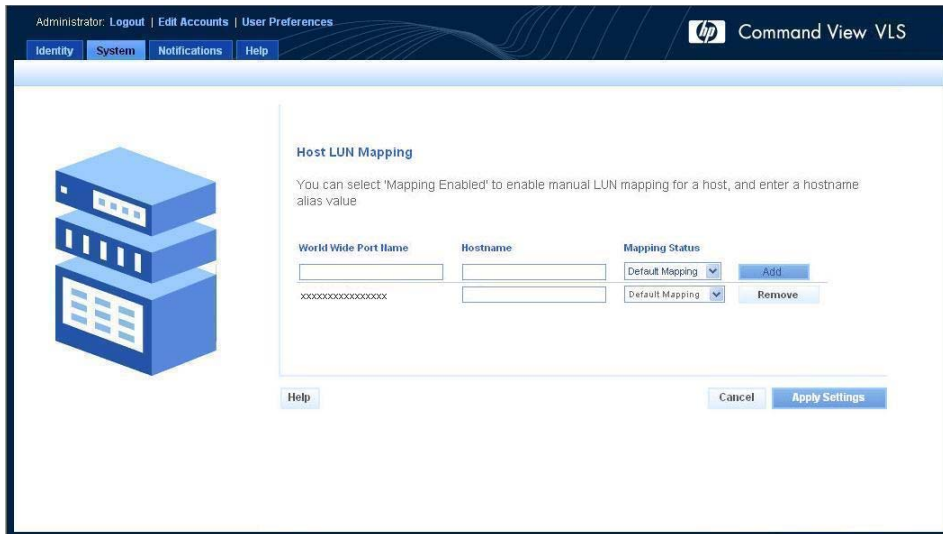 Administrator: Logout | Edit Accounts | User Preferences
hp Command View VLS
Identity System Notifications Help
Host LUN Mapping
You can select 'Mapping Enabled' to enable manual LUN mapping for a host, and enter a hostname
alias value
World Wide Port Name Hostname Mapping Status
Default Mapping Add
xxxxxxxxxxxxxxxx Default Mapping Remove
Help Cancel Apply Settings